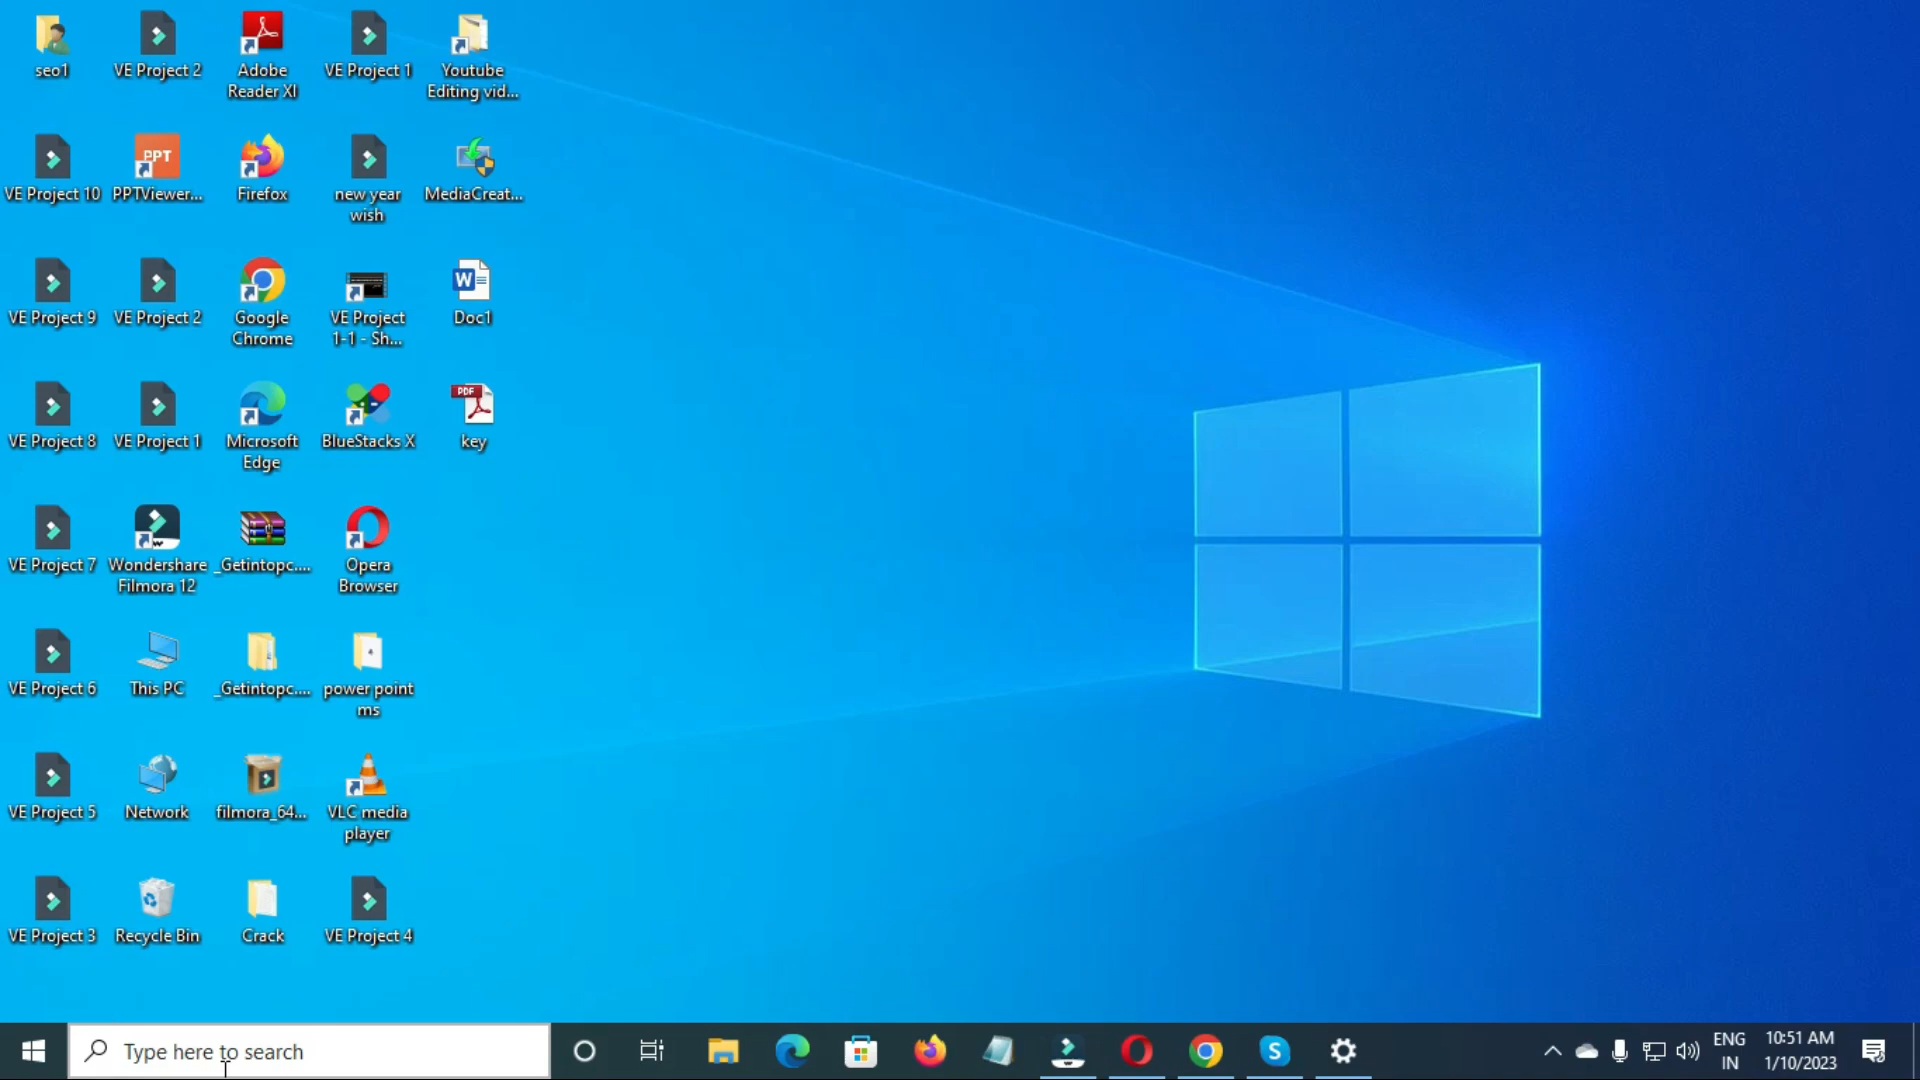 seo1
VE Project 2
Adobe
Reader XI
VE Project 1
Youtube
Editing vid...
VE Project 10
PPT
PPTViewer...
Firefox
new year
wish
MediaCreat...
VE Project 9
VE Project 2
Google
Chrome
VE Project
1-1 - Sh...
W
Doc1
VE Project 8
VE Project 1
Microsoft
Edge
BlueStacks X
PDF
key
VE Project 7
Wondershare
Filmora 12
_Getintopc....
Opera
Browser
VE Project 6
This PC
_Getintopc....
power point
ms
VE Project 5
Network
filmora_64...
VLC media
player
VE Project 3
Recycle Bin
Crack
VE Project 4
Type here to search
S
ENG
IN
10:51 AM
1/10/2023